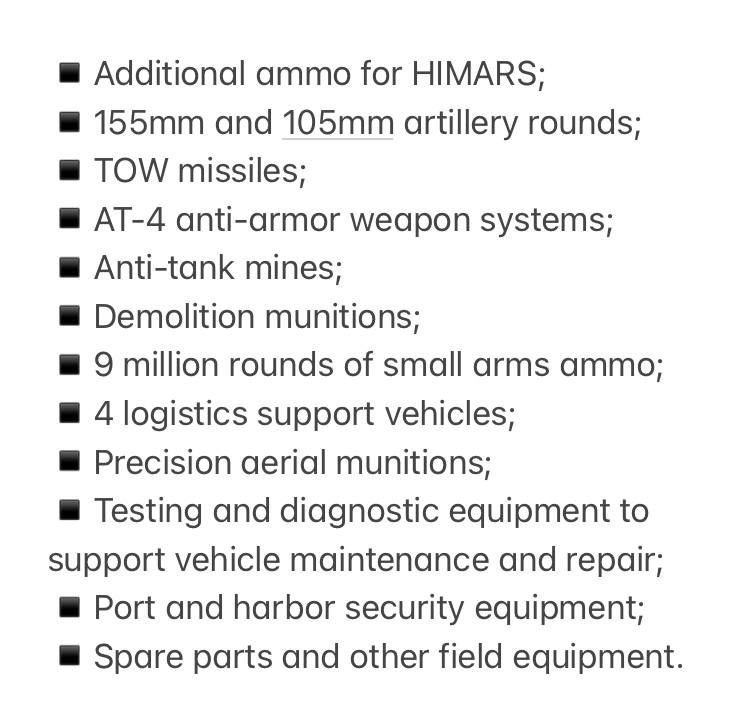 ▪ Additional ammo for HIMARS;
▪ 155mm and 105mm artillery rounds;
▪ TOW missiles;
▪ AT-4 anti-armor weapon systems;
▪ Anti-tank mines;
▪ Demolition munitions;
▪ 9 million rounds of small arms ammo;
▪ 4 logistics support vehicles;
▪ Precision aerial munitions;
▪ Testing and diagnostic equipment to
support vehicle maintenance and repair;
▪ Port and harbor security equipment;
▪ Spare parts and other field equipment.